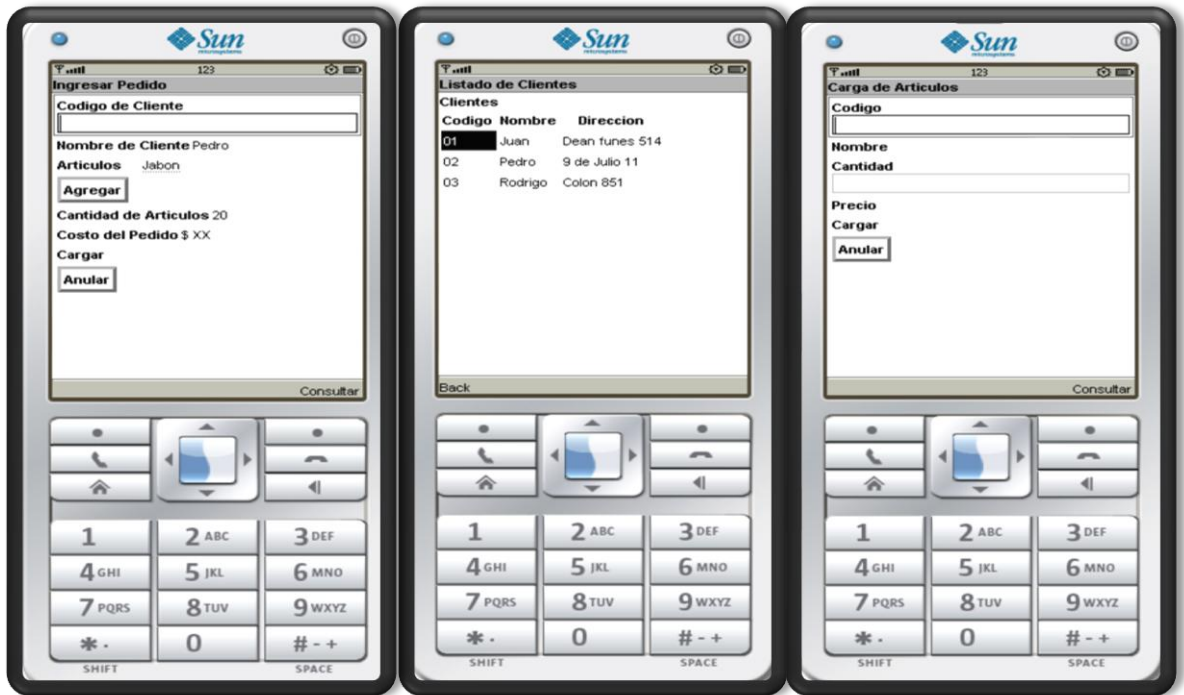 Sun
microsystems
123
Ingresar Pedido
Codigo de Cliente
Nombre de Cliente Pedro
Articulos Jabon
Agregar
Cantidad de Articulos 20
Costo del Pedido $ XX
Cargar
Anular
Consultar
1
2 ABC
3 DEF
4 GHI
5 JKL
6 MNO
7 PQRS
8 TUV
9 WXYZ
* .
0
# - +
SHIFT
SPACE
Sun
microsystems
Listado de Clientes
Clientes
Codigo Nombre Direccion
01 Juan Dean funes 514
02 Pedro 9 de Julio 11
03 Rodrigo Colon 851
Back
1
2 ABC
3 DEF
4 GHI
5 JKL
6 MNO
7 PQRS
8 TUV
9 WXYZ
* .
0
# - +
SHIFT
SPACE
Sun
microsystems
123
Carga de Articulos
Codigo
Nombre
Cantidad
Precio
Cargar
Anular
Consultar
1
2 ABC
3 DEF
4 GHI
5 JKL
6 MNO
7 PQRS
8 TUV
9 WXYZ
* .
0
# - +
SHIFT
SPACE